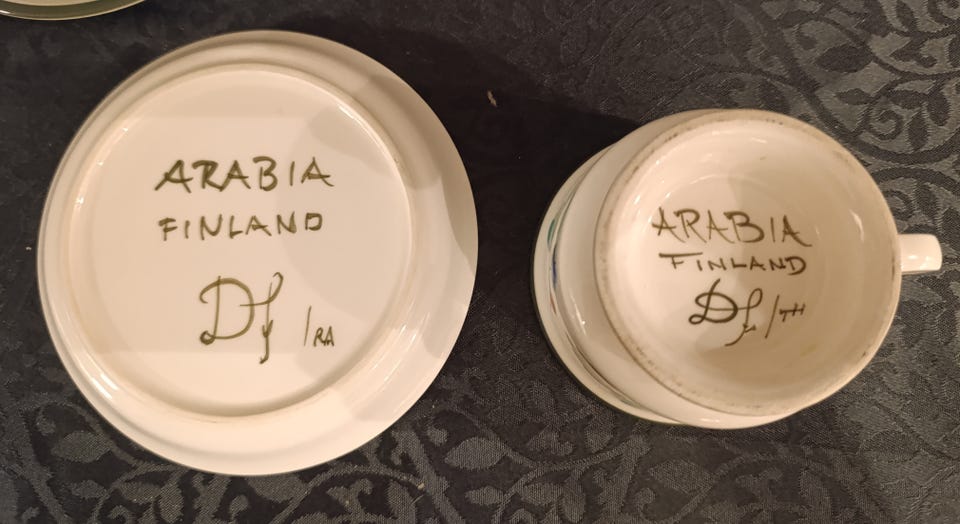 ARABIA
FINLAND
Df /RA
ARABIA
FINLAND
Df /TH